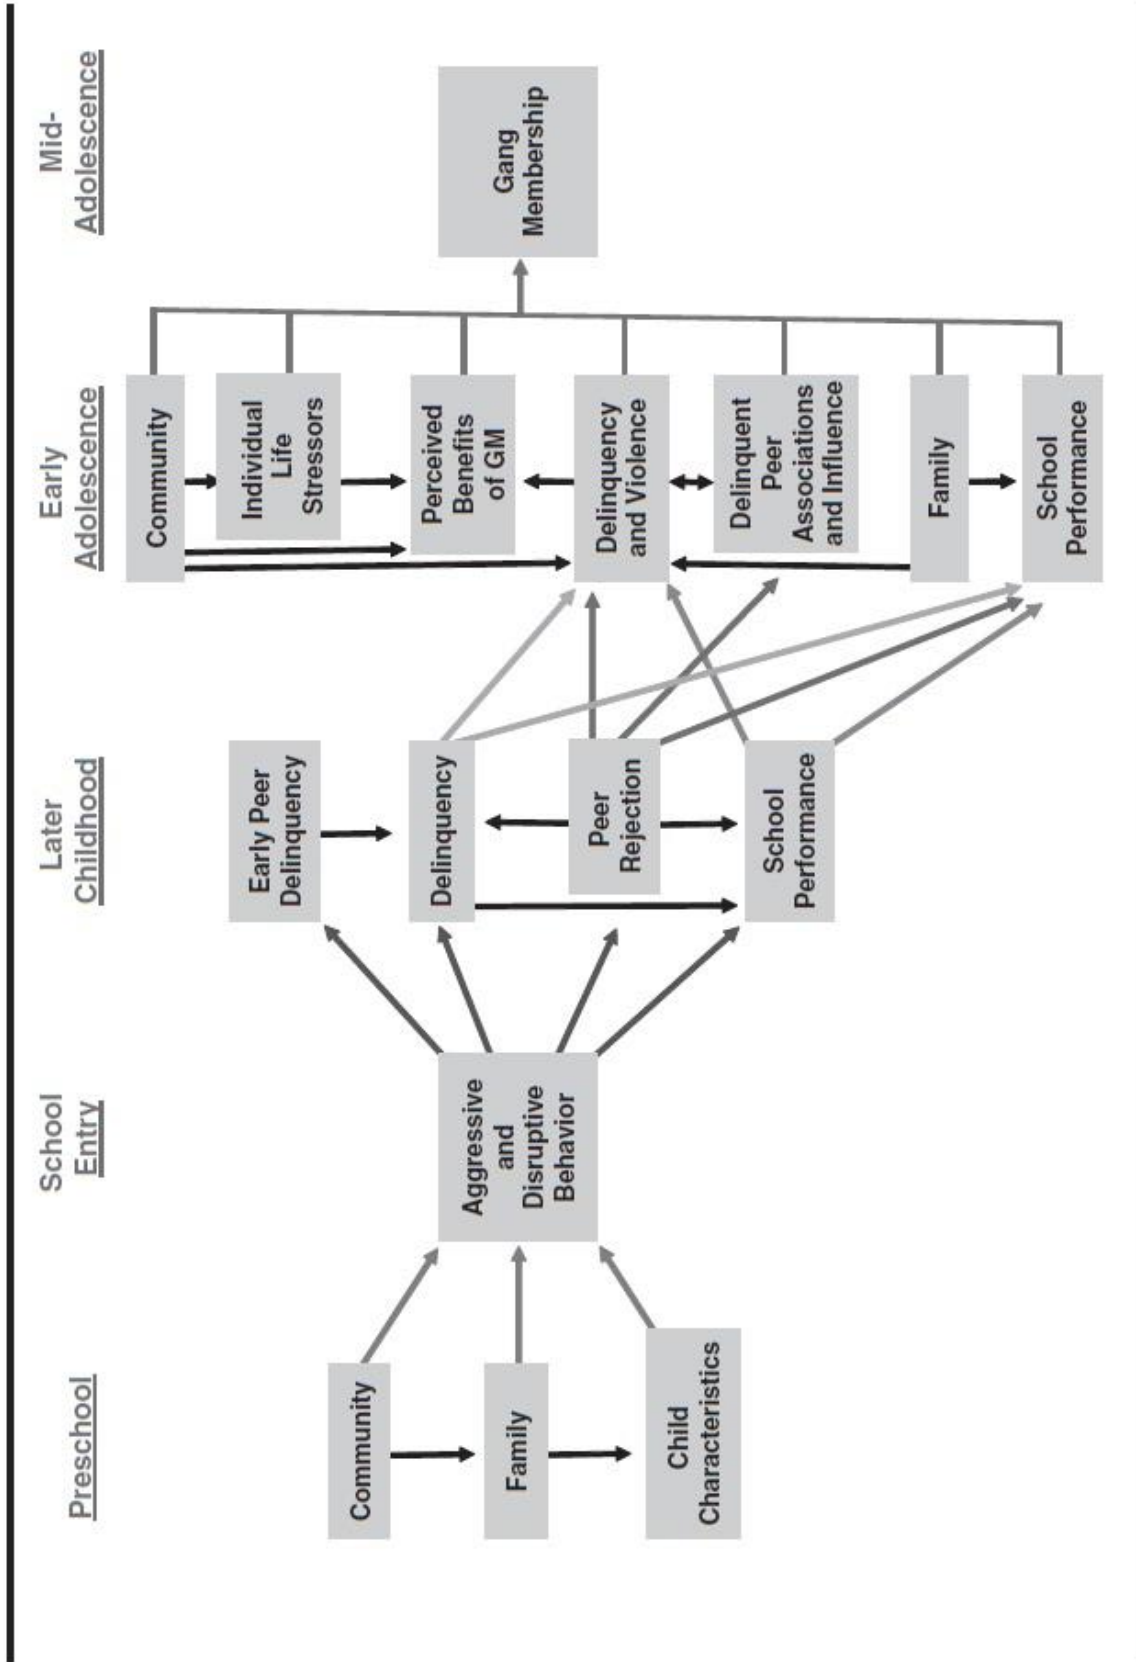 Preschool
School
Entry
Later
Childhood
Early
Adolescence
Mid-
Adolescence
Community
Family
Child
Characteristics
Aggressive
and
Disruptive
Behavior
Early Peer
Delinquency
Delinquency
Peer
Rejection
School
Performance
Community
Individual
Life
Stressors
Perceived
Benefits
of GM
Delinquency
and Violence
Delinquent
Peer
Associations
and Influence
Family
School
Performance
Gang
Membership